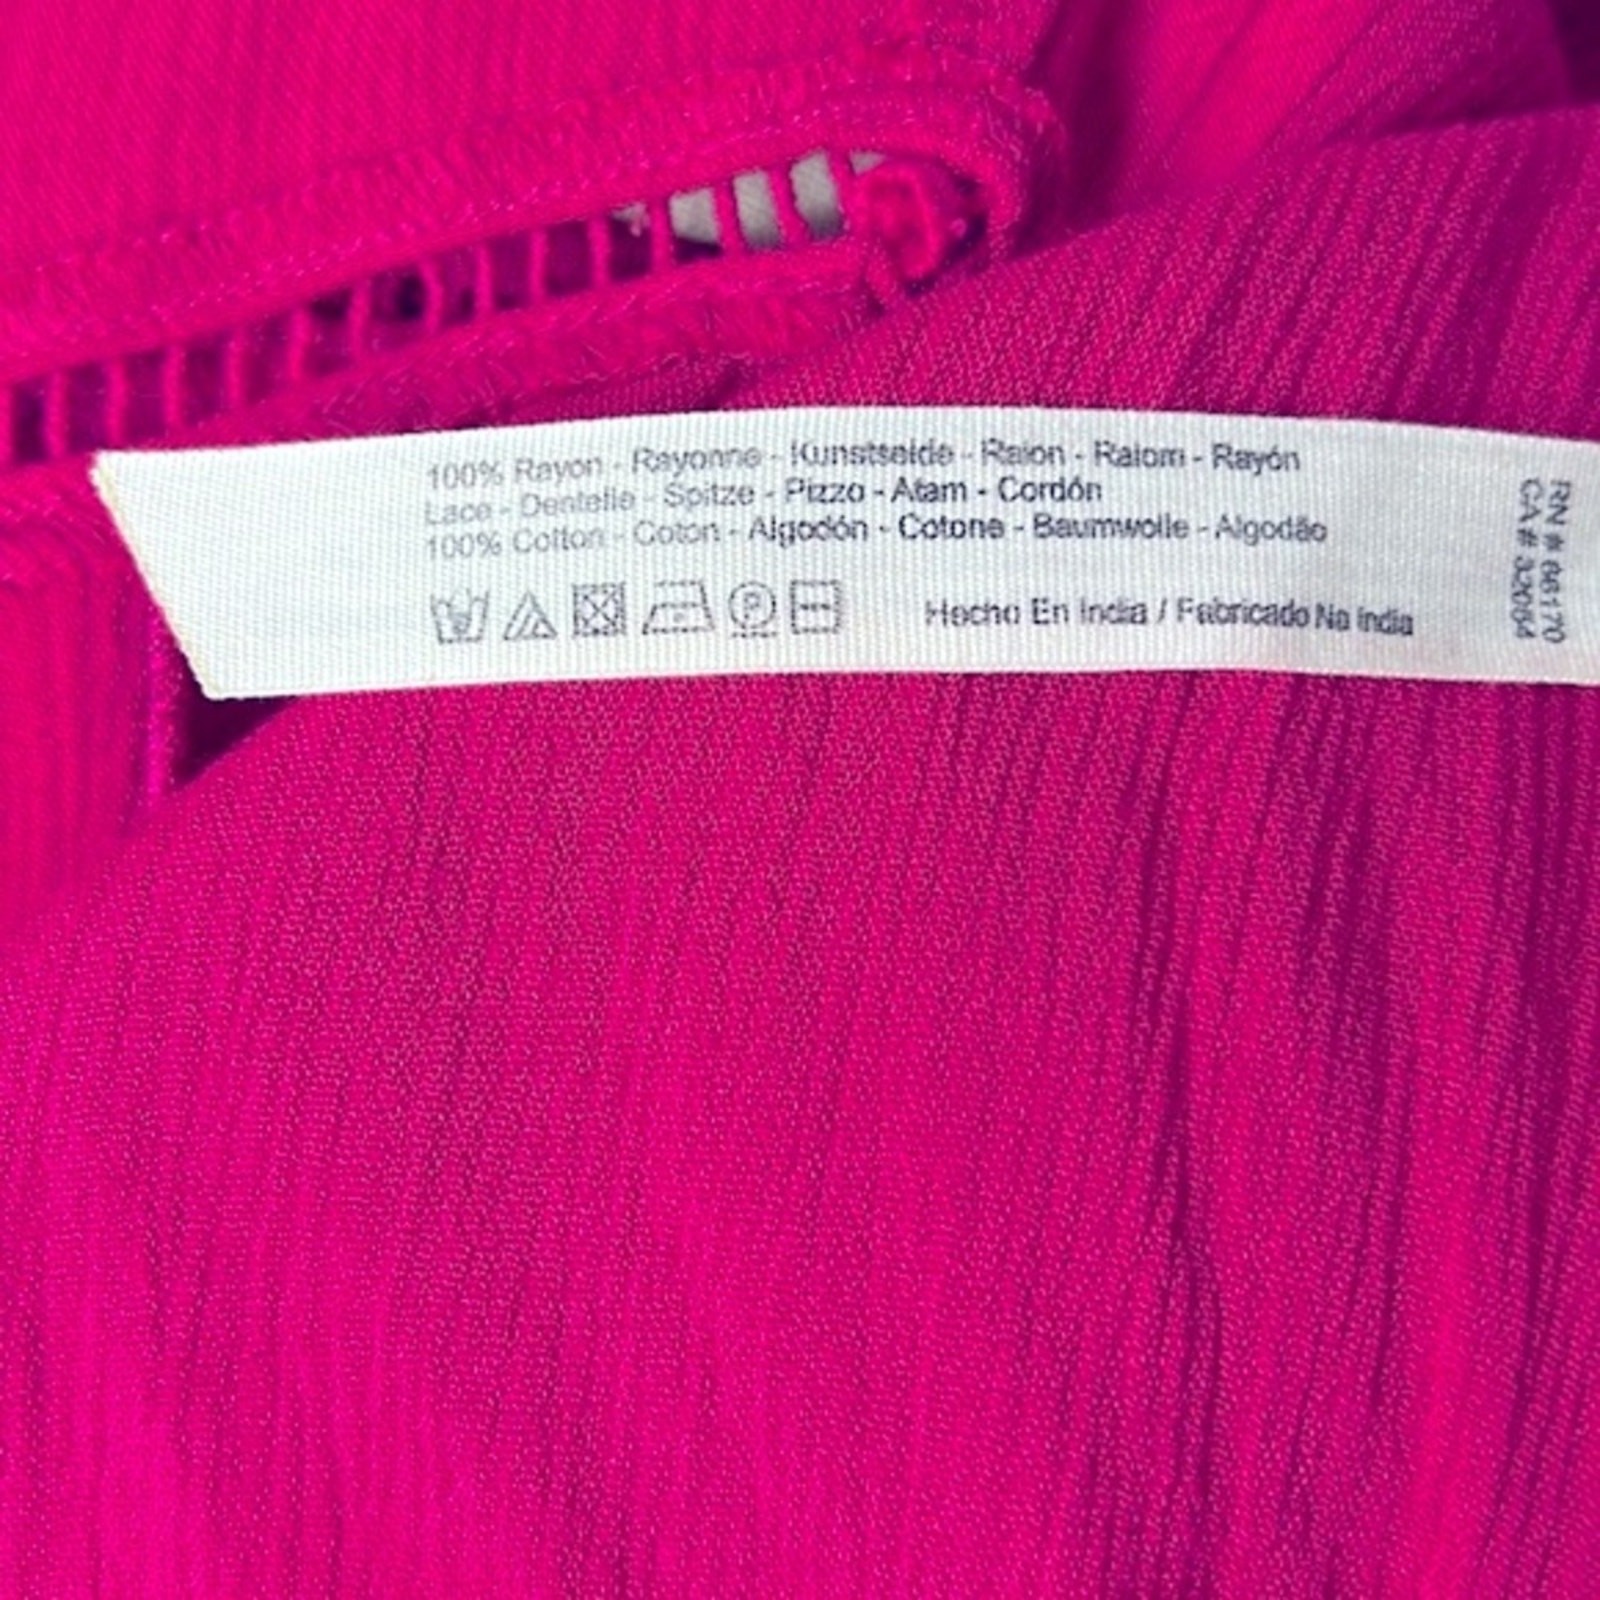 100% Rayon - Rayonne - Kunstseide - Raion - Raiom - Rayón
Lace - Dentelle - Spitze - Pizzo - Atam - Cordón
100% Cotton - Coton - Algodón - Cotone - Baumwolle - Algodão
Hecho En India / Fabricado Na India
RN # 66170
CA #